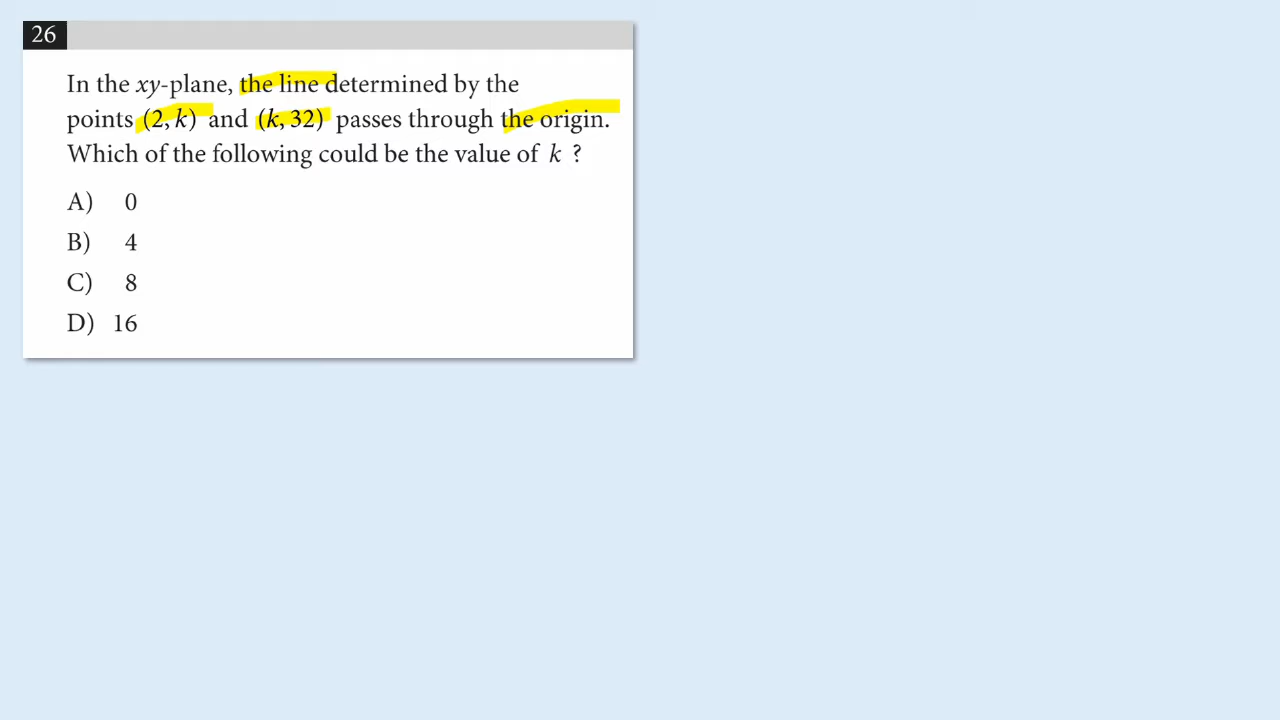 26
In the xy-plane, the line determined by the
points (2, k) and (k, 32) passes through the origin.
Which of the following could be the value of k ?
A) 0
B) 4
C) 8
D) 16